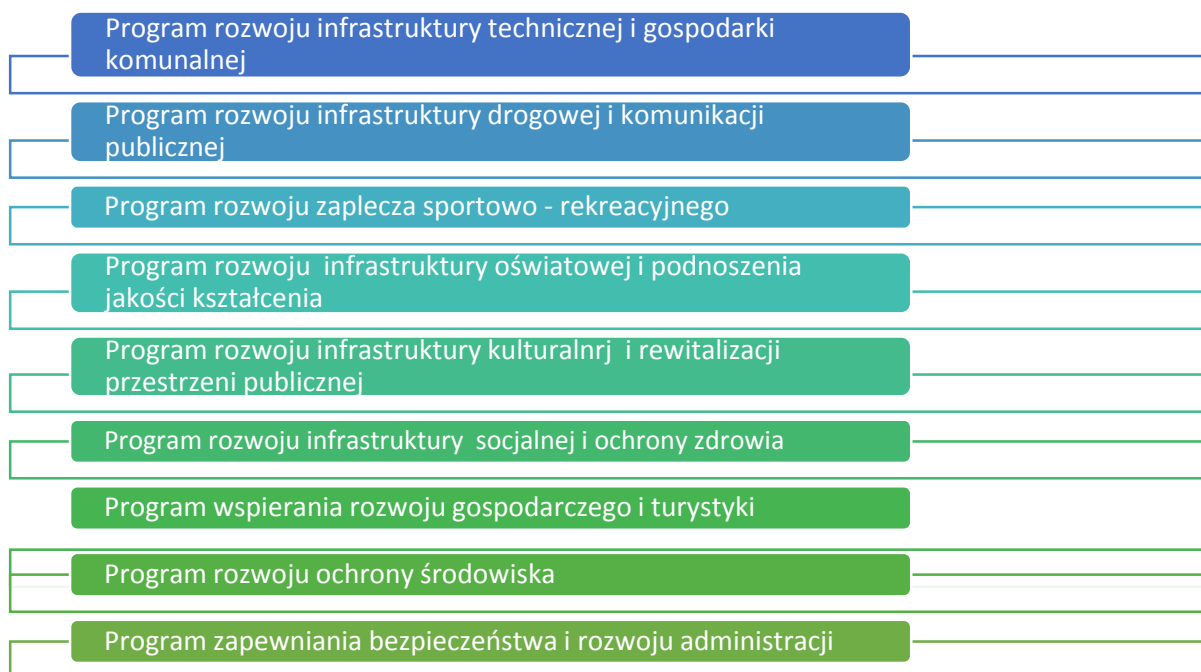 Program rozwoju infrastruktury technicznej i gospodarki
komunalnej
Program rozwoju infrastruktury drogowej i komunikacji
publicznej
Program rozwoju zaplecza sportowo - rekreacyjnego
Program rozwoju  infrastruktury oświatowej i podnoszenia
jakości kształcenia
Program rozwoju infrastruktury kulturalnrj  i rewitalizacji
przestrzeni publicznej
Program rozwoju infrastruktury  socjalnej i ochrony zdrowia
Program wspierania rozwoju gospodarczego i turystyki
Program rozwoju ochrony środowiska
Program zapewniania bezpieczeństwa i rozwoju administracji